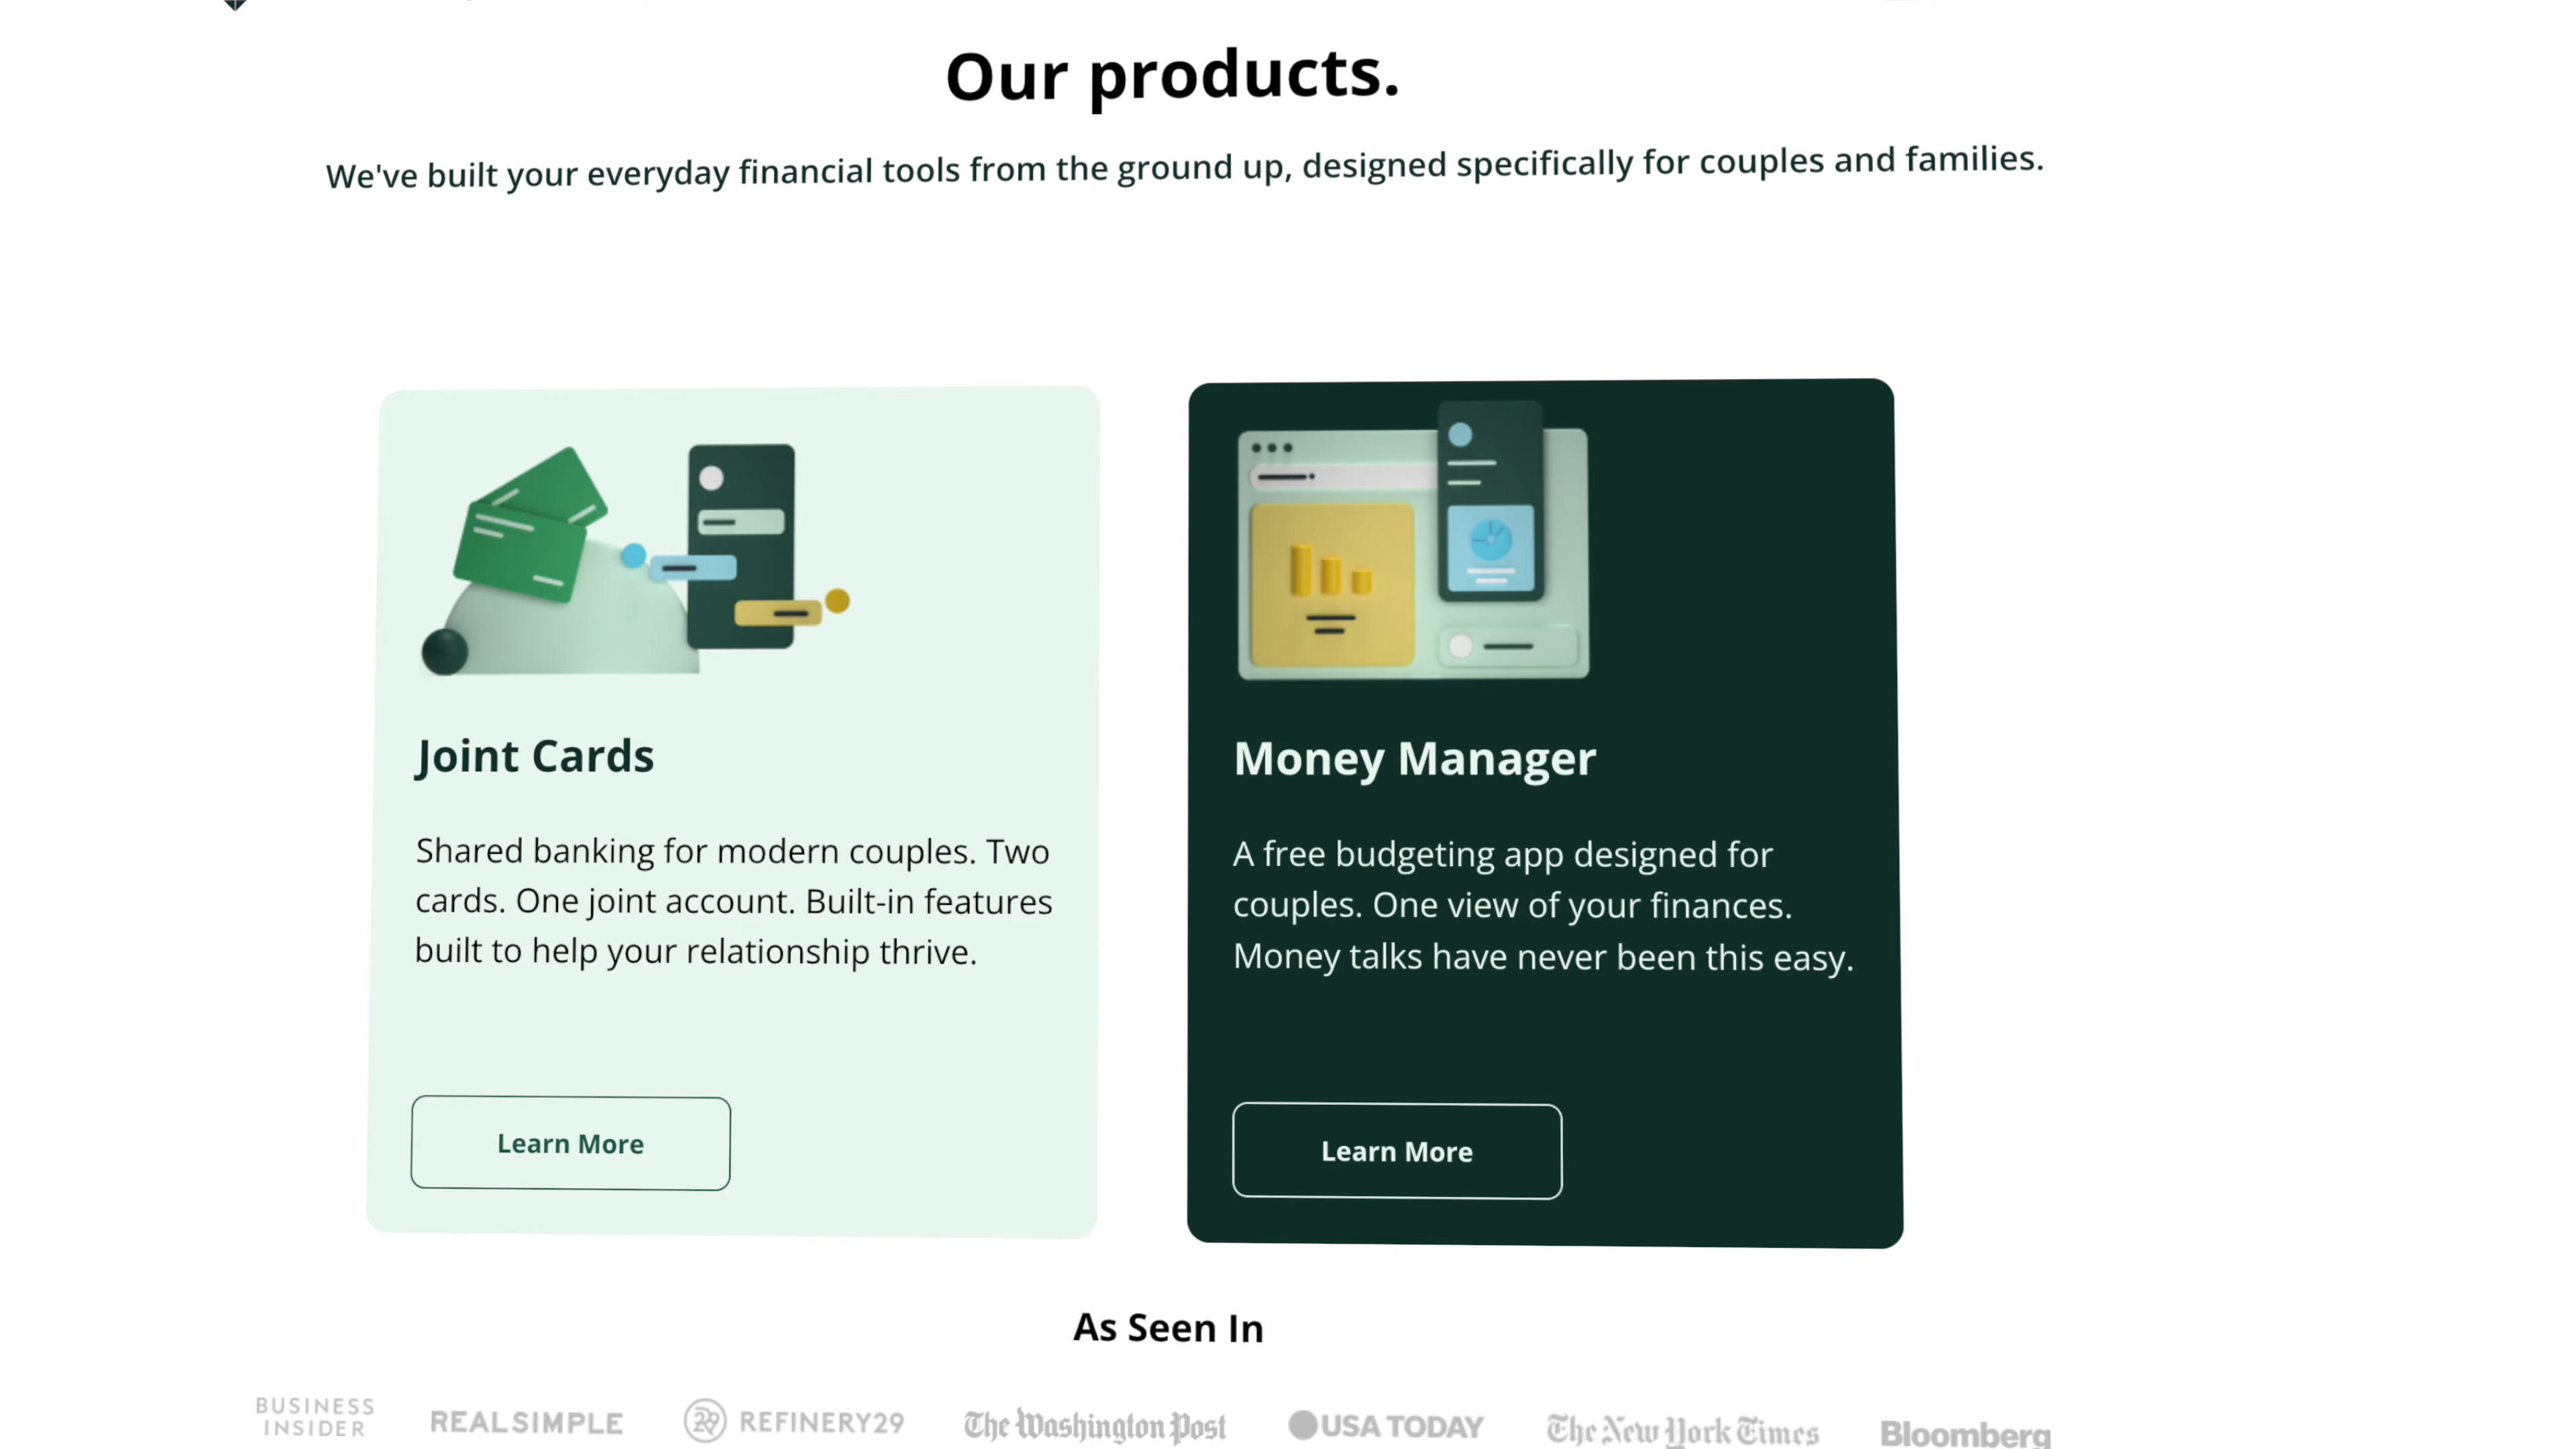 Our products.
We've built your everyday financial tools from the ground up, designed specifically for couples and families.
Joint Cards
Shared banking for modern couples. Two
cards. One joint account. Built-in features
built to help your relationship thrive.
Learn More
Money Manager
A free budgeting app designed for
couples. One view of your finances.
Money talks have never been this easy.
Learn More
As Seen In
BUSINESS
INSIDER
REALSIMPLE
R29 REFINERY29
The Washington Post
USA TODAY
The New York Times
Bloomberg